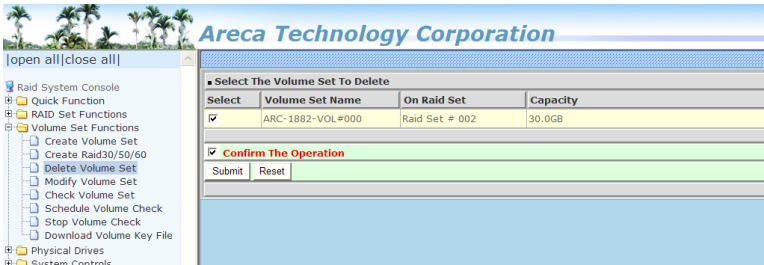 Areca Technology Corporation
|open all|close all|
Raid System Console
Quick Function
RAID Set Functions
Volume Set Functions
Create Volume Set
Create Raid30/50/60
Delete Volume Set
Modify Volume Set
Check Volume Set
Schedule Volume Check
Stop Volume Check
Download Volume Key File
Physical Drives
System Controls
Select The Volume Set To Delete
Select Volume Set Name On Raid Set Capacity
ARC-1882-VOL#000 Raid Set # 002 30.0GB
Confirm The Operation
Submit Reset